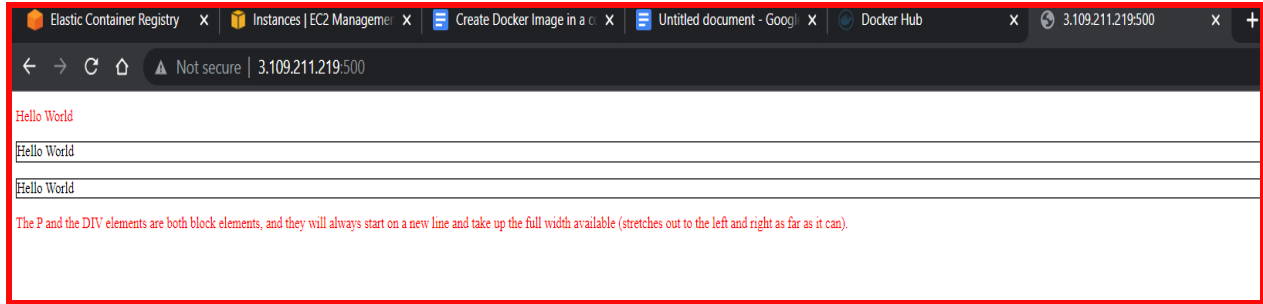 Elastic Container Registry
Instances | EC2 Managemer
Create Docker Image in a cc
Untitled document - Googl
Docker Hub
3.109.211.219:500
Not secure | 3.109.211.219:500
Hello World
Hello World
Hello World
The P and the DIV elements are both block elements, and they will always start on a new line and take up the full width available (stretches out to the left and right as far as it can).